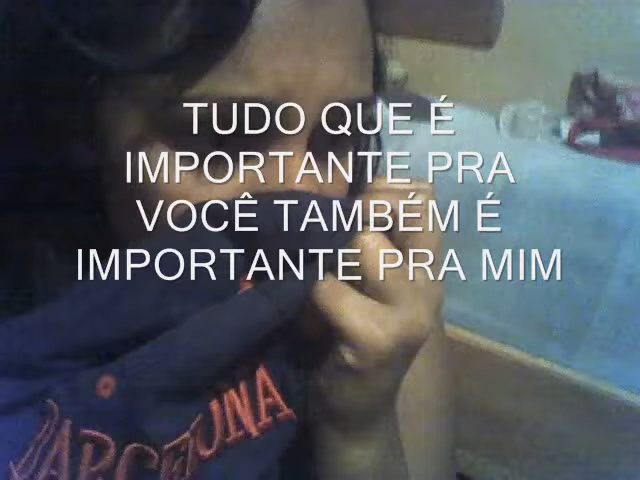 TUDO QUE É
IMPORTANTE PRA
VOCÊ TAMBÉM É
IMPORTANTE PRA MIM